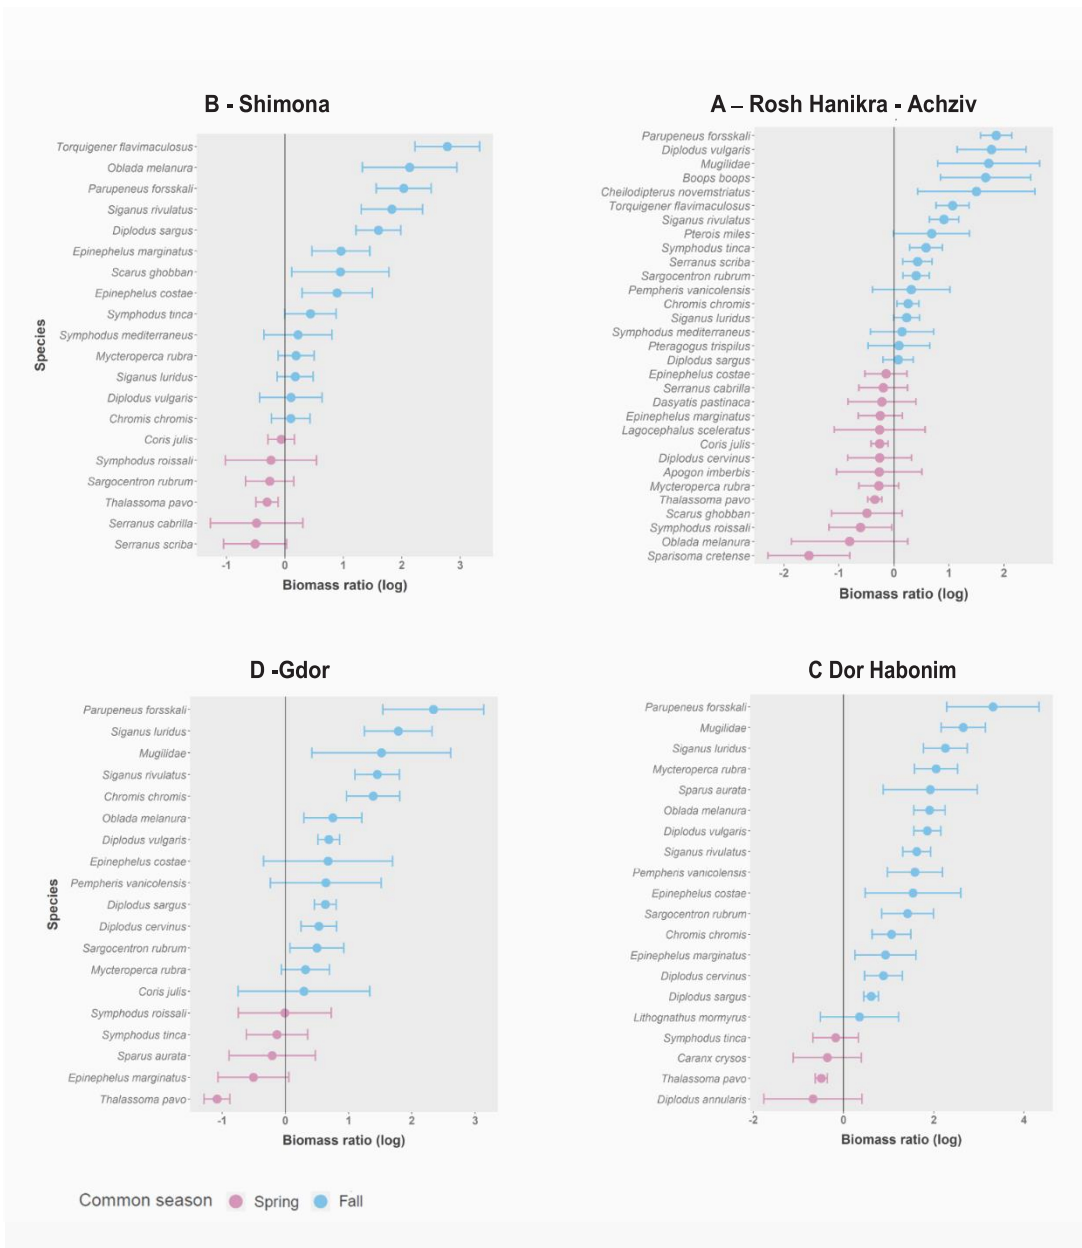 B - Shimona
Torquigener flavimaculosus
Oblada melanura
Parupeneus forsskali
Siganus rivulatus
Diplodus sargus
Epinephelus marginatus
Scarus ghobban
Epinephelus costae
Symphodus tinca
Symphodus mediterraneus
Mycteroperca rubra
Siganus luridus
Diplodus vulgaris
Chromis chromis
Coris julis
Symphodus roissali
Sargocentron rubrum
Thalassoma pavo
Serranus cabrilla
Serranus scriba
Species
-1 0 1 2 3
Biomass ratio (log)
A – Rosh Hanikra - Achziv
Parupeneus forsskali
Diplodus vulgaris
Mugilidae
Boops boops
Cheilodipterus novemstriatus
Torquigener flavimaculosus
Siganus rivulatus
Pterois miles
Symphodus tinca
Serranus scriba
Sargocentron rubrum
Pempheris vanicolensis
Chromis chromis
Siganus luridus
Symphodus mediterraneus
Pteragogus trispilus
Diplodus sargus
Epinephelus costae
Serranus cabrilla
Dasyatis pastinaca
Epinephelus marginatus
Lagocephalus sceleratus
Coris julis
Diplodus cervinus
Apogon imberbis
Mycteroperca rubra
Thalassoma pavo
Scarus ghobban
Symphodus roissali
Oblada melanura
Sparisoma cretense
-2 -1 0 1 2
Biomass ratio (log)
D -Gdor
Parupeneus forsskali
Siganus luridus
Mugilidae
Siganus rivulatus
Chromis chromis
Oblada melanura
Diplodus vulgaris
Epinephelus costae
Pempheris vanicolensis
Diplodus sargus
Diplodus cervinus
Sargocentron rubrum
Mycteroperca rubra
Coris julis
Symphodus roissali
Symphodus tinca
Sparus aurata
Epinephelus marginatus
Thalassoma pavo
Species
-1 0 1 2 3
Biomass ratio (log)
C Dor Habonim
Parupeneus forsskali
Mugilidae
Siganus luridus
Mycteroperca rubra
Sparus aurata
Oblada melanura
Diplodus vulgaris
Siganus rivulatus
Pempheris vanicolensis
Epinephelus costae
Sargocentron rubrum
Chromis chromis
Epinephelus marginatus
Diplodus cervinus
Diplodus sargus
Lithognathus mormyrus
Symphodus tinca
Caranx crysos
Thalassoma pavo
Diplodus annularis
-2 0 2 4
Biomass ratio (log)
Common season Spring Fall